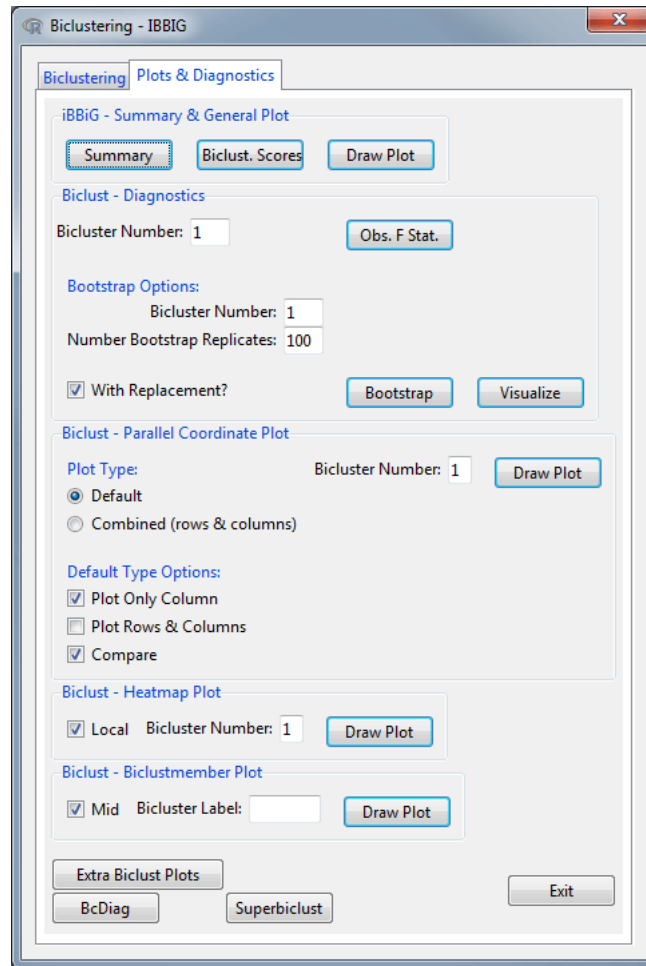 Biclustering - IBBIG
Biclustering Plots & Diagnostics
iBBiG - Summary & General Plot
Summary Biclust. Scores Draw Plot
Biclust - Diagnostics
Bicluster Number: 1 Obs. F Stat.
Bootstrap Options:
Bicluster Number: 1
Number Bootstrap Replicates: 100
With Replacement? Bootstrap Visualize
Biclust - Parallel Coordinate Plot
Plot Type: Bicluster Number: 1 Draw Plot
Default
Combined (rows & columns)
Default Type Options:
Plot Only Column
Plot Rows & Columns
Compare
Biclust - Heatmap Plot
Local Bicluster Number: 1 Draw Plot
Biclust - Biclustmember Plot
Mid Bicluster Label: Draw Plot
Extra Biclust Plots
BcDiag Superbiclust Exit